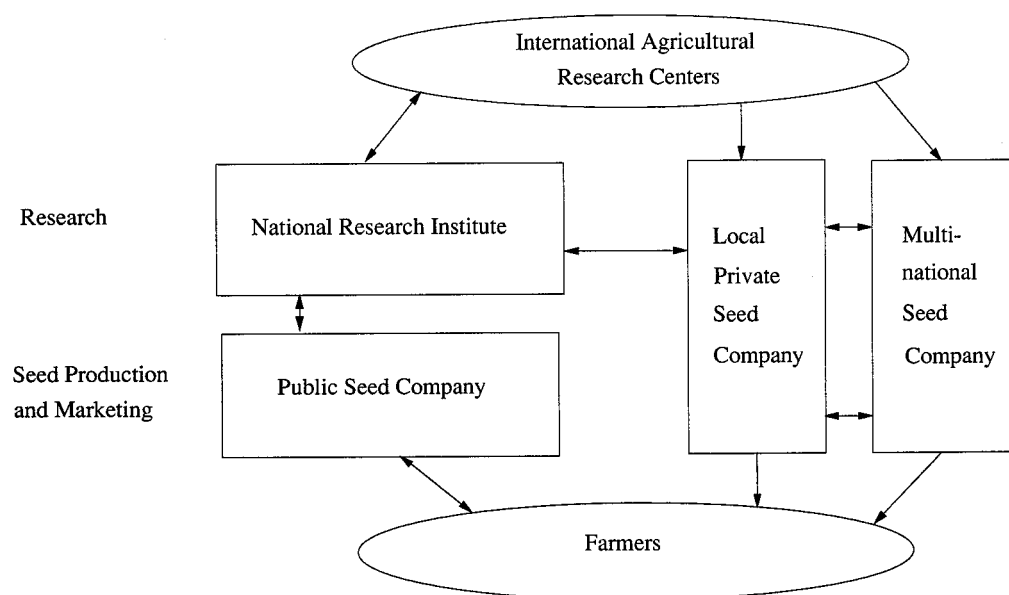 International Agricultural
Research Centers
Research
National Research Institute
Local
Private
Seed
Company
Multi-
national
Seed
Company
Seed Production
and Marketing
Public Seed Company
Farmers